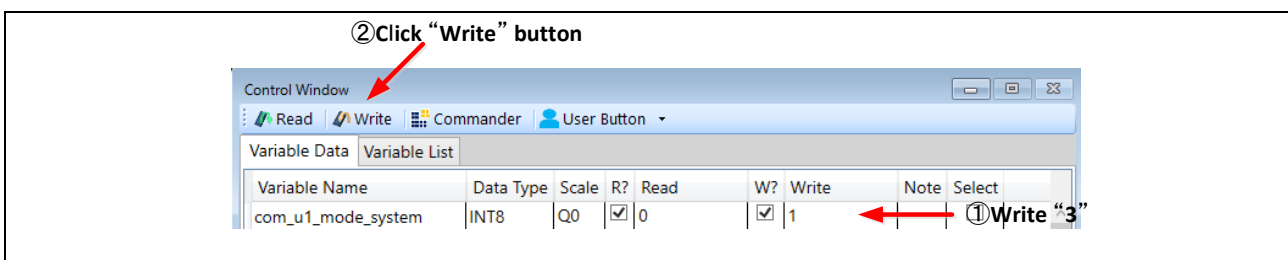 ②Click “Write” button
Control Window
Read Write Commander User Button
Variable Data Variable List
Variable Name Data Type Scale R? Read W? Write Note Select
com_u1_mode_system INT8 Q0 0 1 ①Write “3”